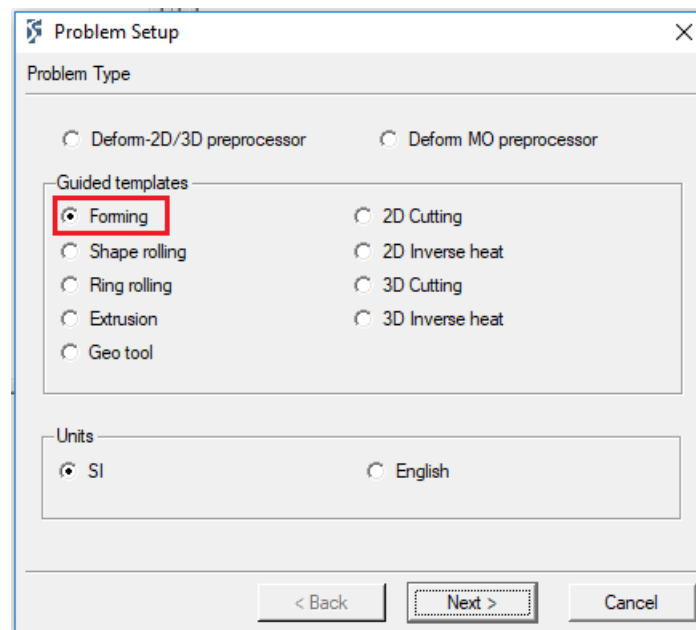 Problem Setup
Problem Type
Deform-2D/3D preprocessor Deform MO preprocessor
Guided templates
Forming 2D Cutting
Shape rolling 2D Inverse heat
Ring rolling 3D Cutting
Extrusion 3D Inverse heat
Geo tool
Units
SI English
< Back Next > Cancel